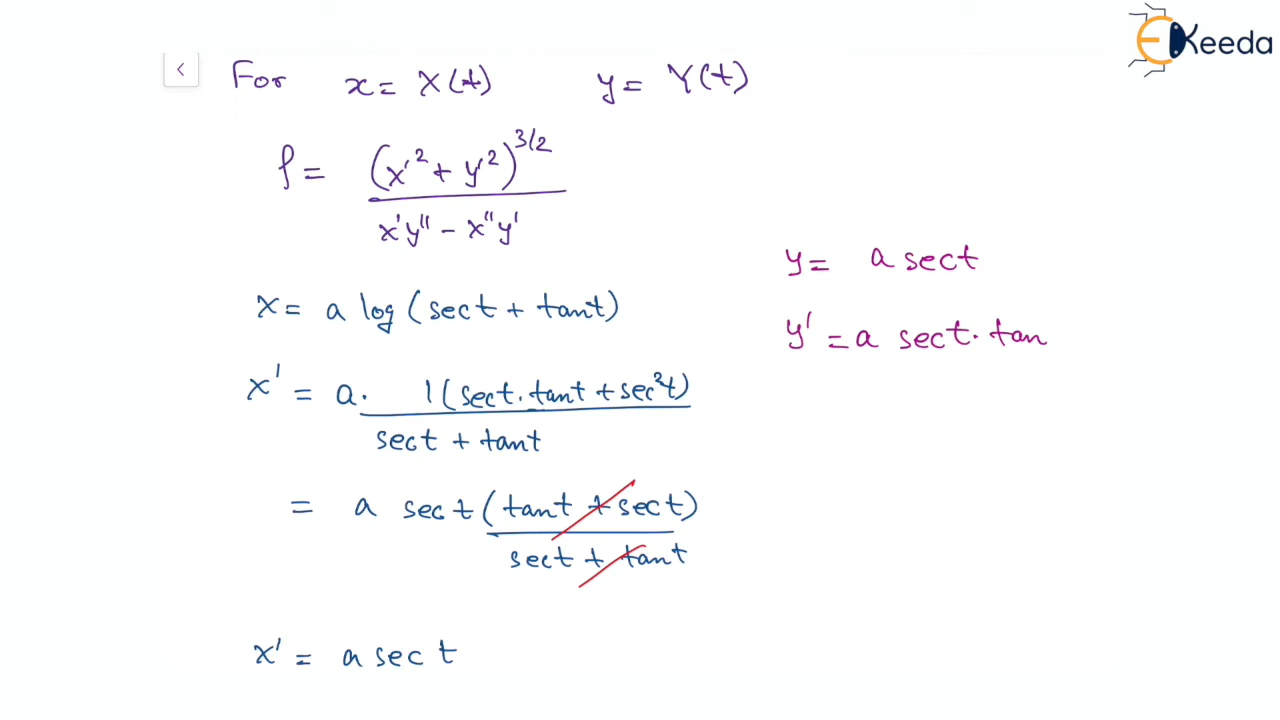 EKeeda
For x = X(t) y = Y(t)
ρ = (x'² + y'²)^3/2
x'y'' - x''y'
x = a log (sect + tant)
x' = a. 1(sect. tant + sec²t)
sect + tant
= a sect (tant + sect)
sect + tant
x' = a sec t
y = a sect
y' = a sect. tan